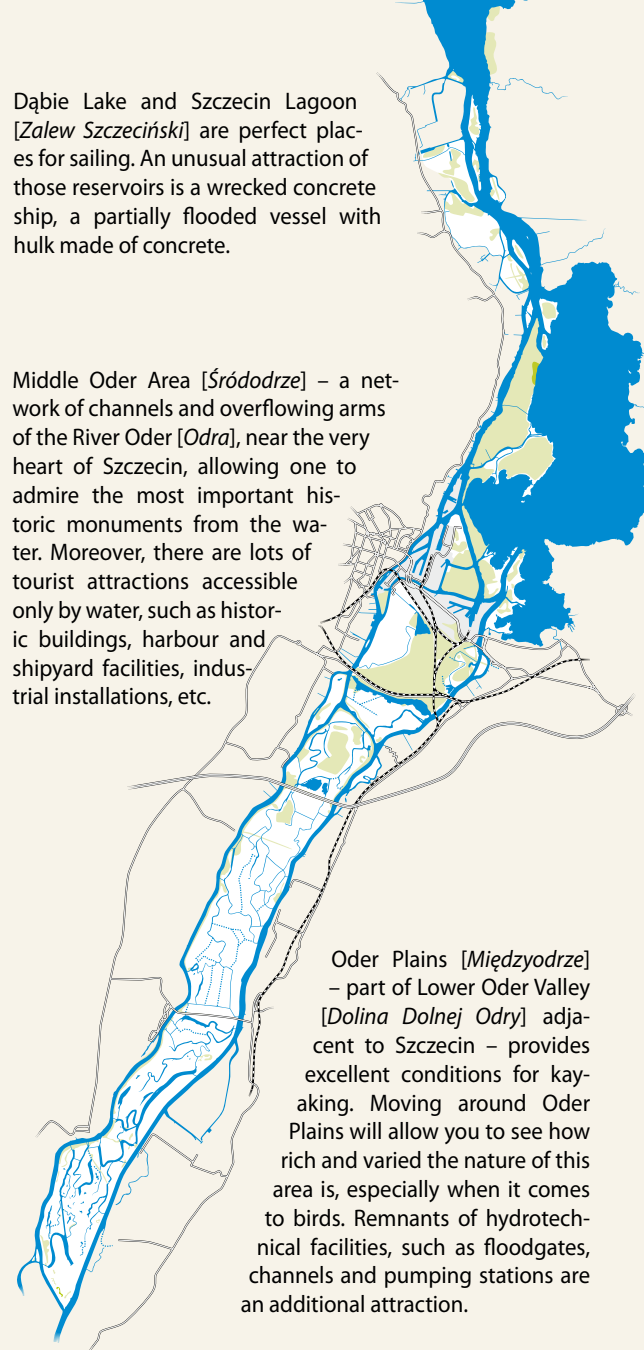 Dąbie Lake and Szczecin Lagoon
[Zalew Szczeciński] are perfect plac-
es for sailing. An unusual attraction of
those reservoirs is a wrecked concrete
ship, a partially flooded vessel with
hulk made of concrete.
Middle Oder Area [Śródodrze] – a net-
work of channels and overflowing arms
of the River Oder [Odra], near the very
heart of Szczecin, allowing one to
admire the most important his-
toric monuments from the wa-
ter. Moreover, there are lots of
tourist attractions accessible
only by water, such as histor-
ic buildings, harbour and
shipyard facilities, indus-
trial installations, etc.
Oder Plains [Międzyodrze]
– part of Lower Oder Valley
[Dolina Dolnej Odry] adja-
cent to Szczecin – provides
excellent conditions for kay-
aking. Moving around Oder
Plains will allow you to see how
rich and varied the nature of this
area is, especially when it comes
to birds. Remnants of hydrotech-
nical facilities, such as floodgates,
channels and pumping stations are
an additional attraction.